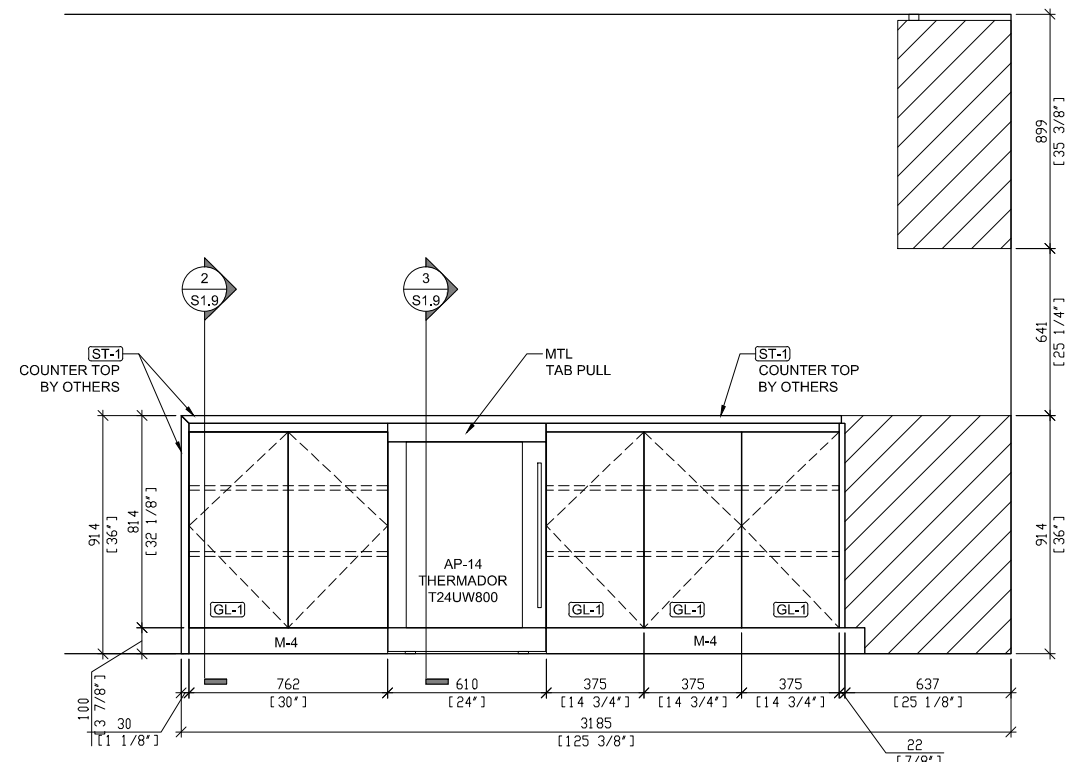 899
[35 3/8"]
2
S1.9
3
S1.9
641
[25 1/4"]
ST-1
COUNTER TOP
BY OTHERS
MTL
TAB PULL
ST-1
COUNTER TOP
BY OTHERS
914
[36"]
814
[32 1/8"]
914
[36"]
AP-14
THERMADOR
T24UW800
GL-1
GL-1
GL-1
GL-1
M-4
M-4
100
[3 7/8"]
30
[1 1/8"]
762
[30"]
610
[24"]
375
[14 3/4"]
375
[14 3/4"]
375
[14 3/4"]
637
[25 1/8"]
3185
[125 3/8"]
22
[7/8"]